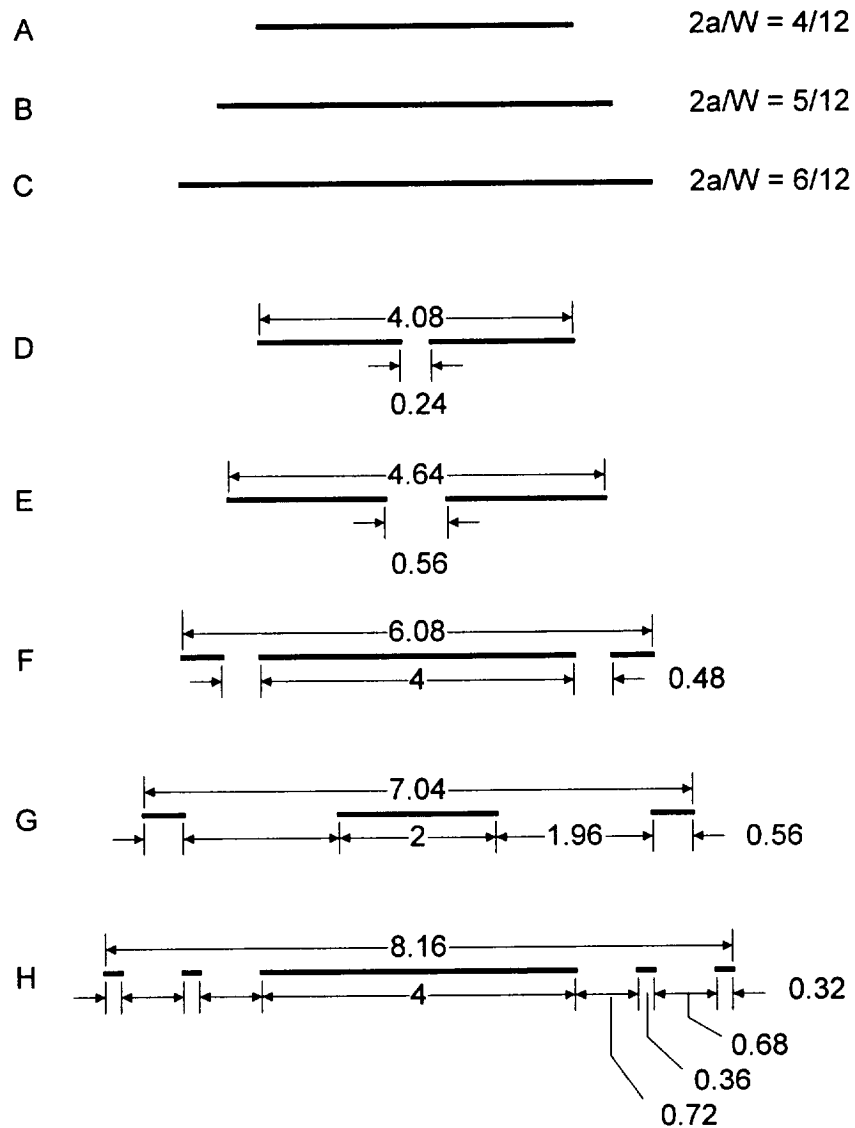 A 2a/W = 4/12
B 2a/W = 5/12
C 2a/W = 6/12
4.08
D
0.24
4.64
E
0.56
6.08
F
4 0.48
7.04
G
2 1.96 0.56
8.16
H
4 0.32
0.68
0.36
0.72